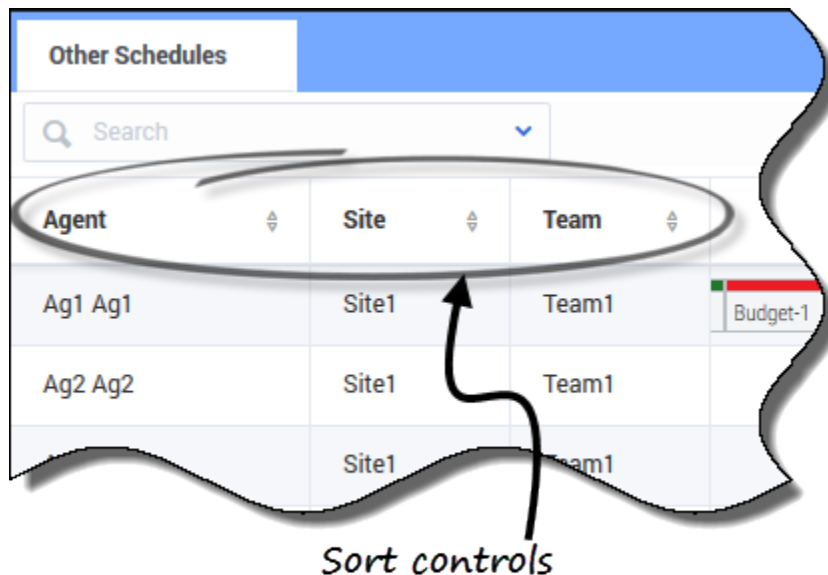 Other Schedules
Search
Agent Site Team
Ag1 Ag1 Site1 Team1 Budget-1
Ag2 Ag2 Site1 Team1
Site1 Team1
Sort controls